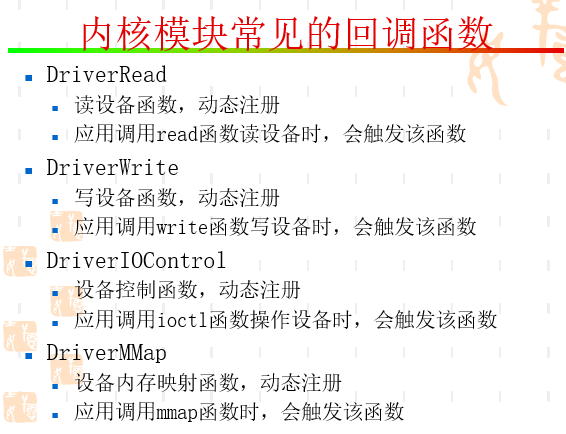 内核模块常见的回调函数
DriverRead
读设备函数，动态注册
应用调用read函数读设备时，会触发该函数
DriverWrite
写设备函数，动态注册
应用调用write函数写设备时，会触发该函数
DriverIOControl
设备控制函数，动态注册
应用调用ioctl函数操作设备时，会触发该函数
DriverMMap
设备内存映射函数，动态注册
应用调用mmap函数时，会触发该函数